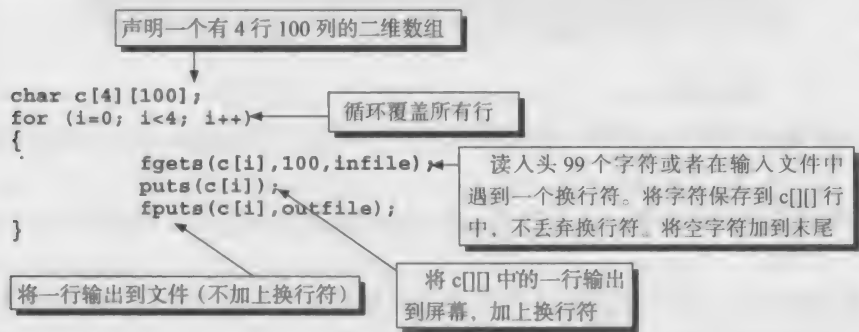 声明一个有 4 行 100 列的二维数组
char c[4][100];
for (i=0; i<4; i++)
循环覆盖所有行
{
fgets(c[i],100,infile);
puts(c[i]);
fputs(c[i],outfile);
}
读入头 99 个字符或者在输入文件中
遇到一个换行符。将字符保存到 c[][] 行
中，不丢弃换行符。将空字符加到末尾
将一行输出到文件（不加上换行符）
将 c[][] 中的一行输出
到屏幕，加上换行符